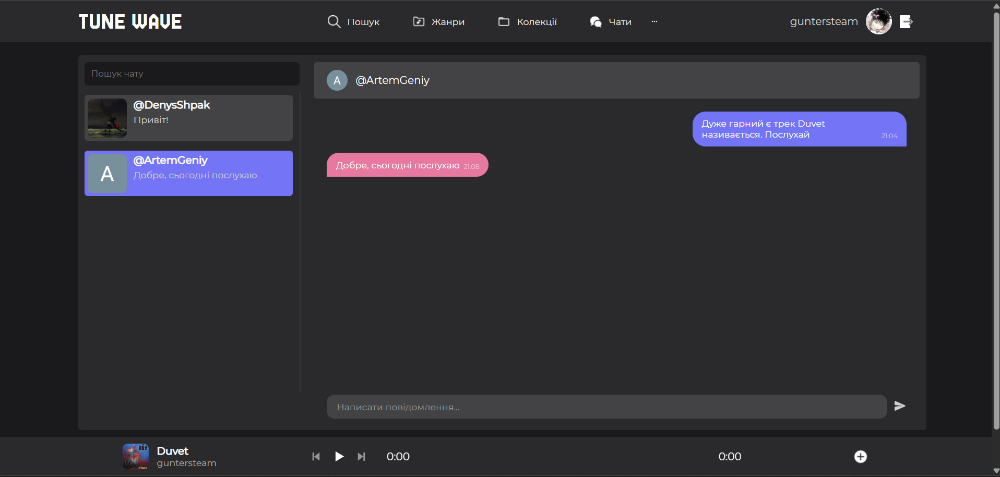 TUNE WAVE
Пошук
Жанри
Колекції
Чати
...
guntersteam
Пошук чату
@DenysShpak
Привіт!
A
@ArtemGeniy
Добре, сьогодні послухаю
A
@ArtemGeniy
Дуже гарний є трек Duvet
називається. Послухай
21:04
Добре, сьогодні послухаю 21:08
Написати повідомлення...
Duvet
guntersteam
0:00
0:00